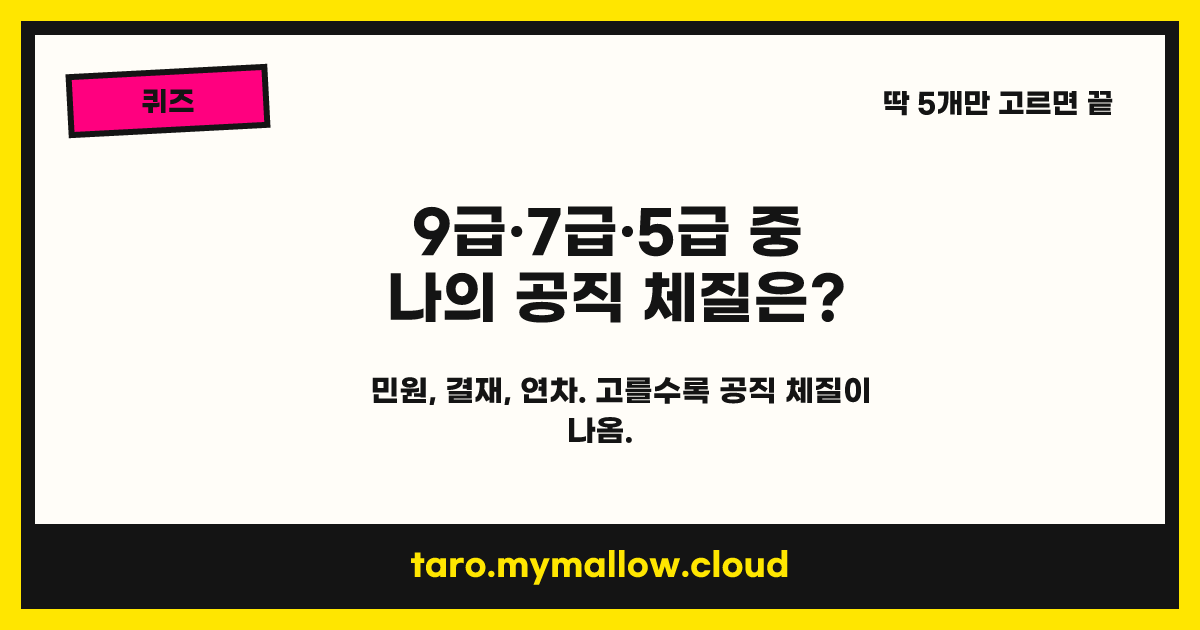 퀴즈
딱 5개만 고르면 끝
9급·7급·5급 중
나의 공직 체질은?
민원, 결재, 연차. 고를수록 공직 체질이
나옴.
taro.mymallow.cloud